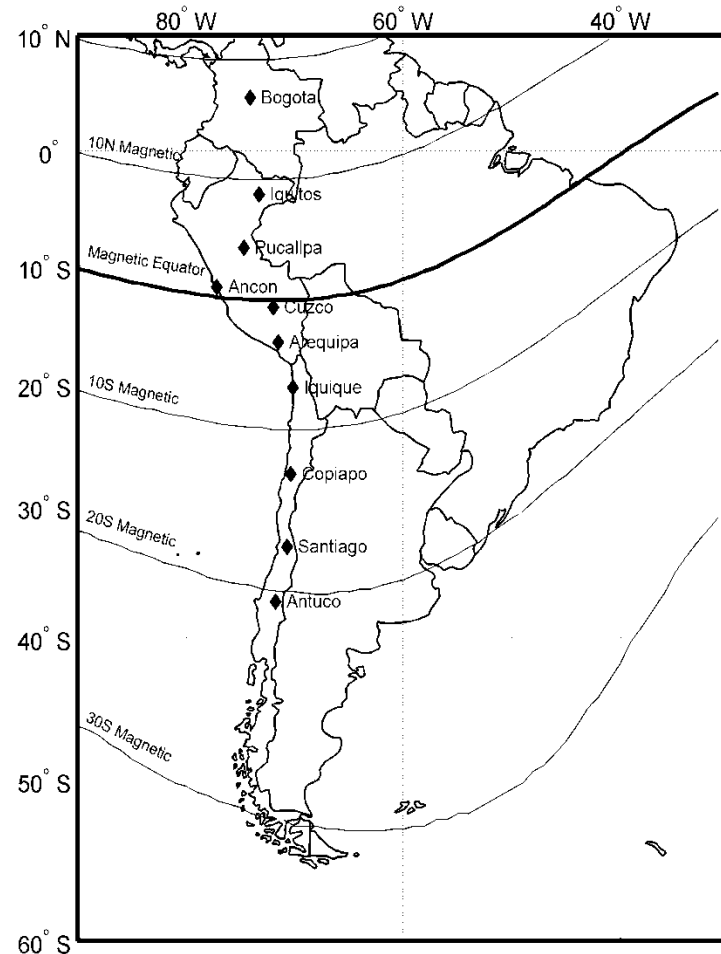 80° W 60° W 40° W
10° N
Bogota
10N Magnetic
0°
Iquitos
Pucallpa
Magnetic Equator
10° S
Ancon
Cuzco
Arequipa
Iquique
10S Magnetic
20° S
Copiapo
30° S
20S Magnetic
Santiago
Antuco
40° S
30S Magnetic
50° S
60° S